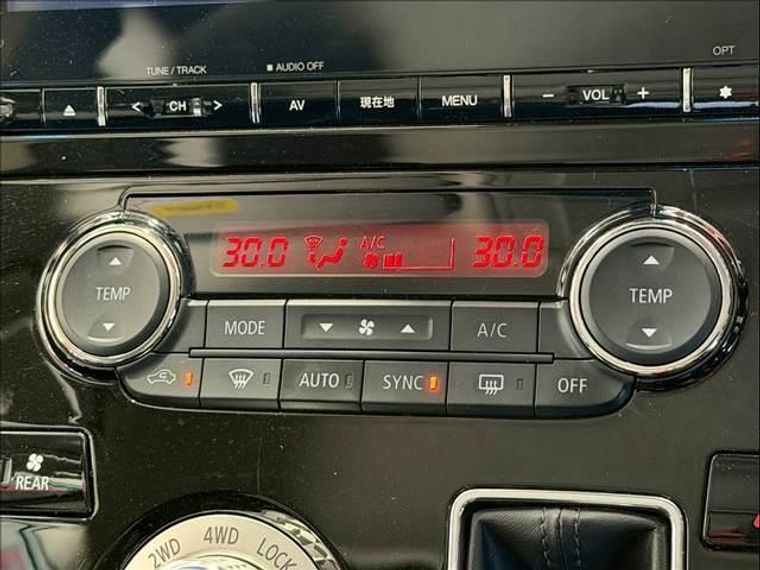 OPT
TUNE / TRACK ■ AUDIO OFF
< CH > AV 現在地 MENU − VOL +
30.0 A/C 30.0
TEMP TEMP
MODE A/C
AUTO SYNC OFF
REAR
2WD 4WD LOCK